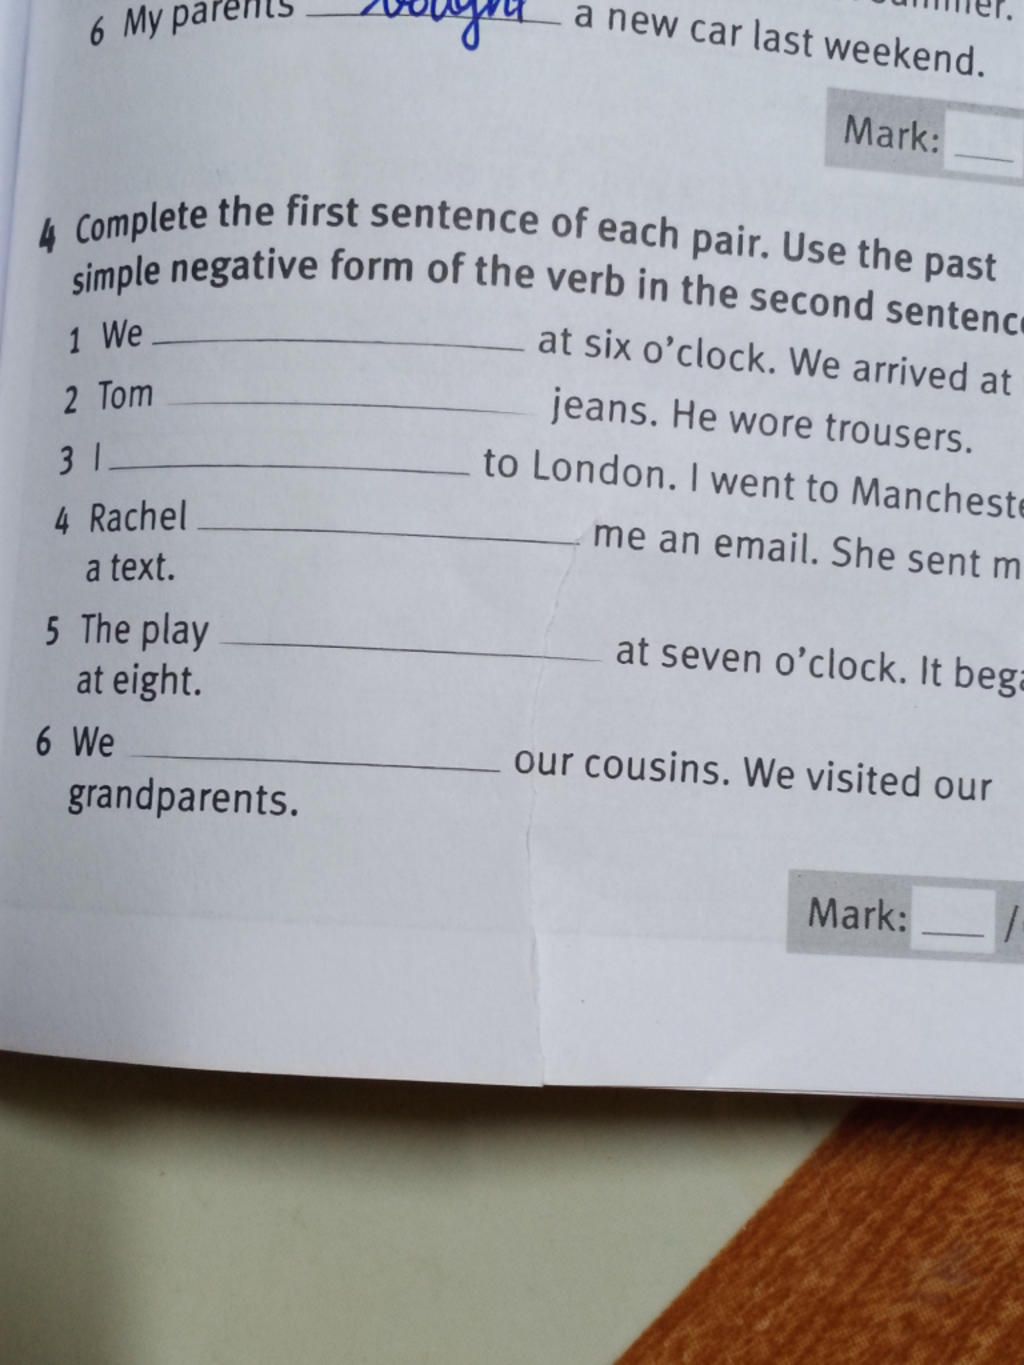 6 My parents bought a new car last weekend.
Mark:
4 Complete the first sentence of each pair. Use the past
simple negative form of the verb in the second
1 We at six o'clock. We arrived at
2 Tom jeans. He wore trousers.
3 I to London. I went to
4 Rachel me an email. She sent
a text.
5 The play at seven o'clock. It
at eight.
6 We our cousins. We visited our
grandparents.
Mark: /